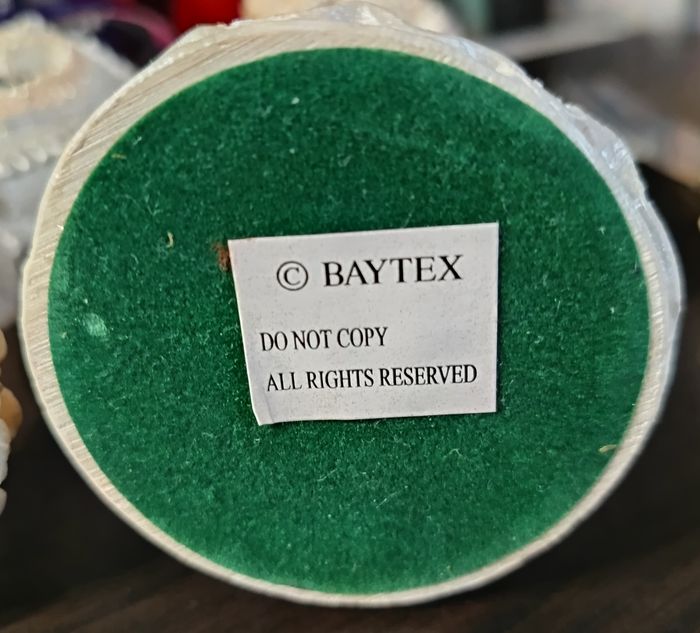 © BAYTEX
DO NOT COPY
ALL RIGHTS RESERVED